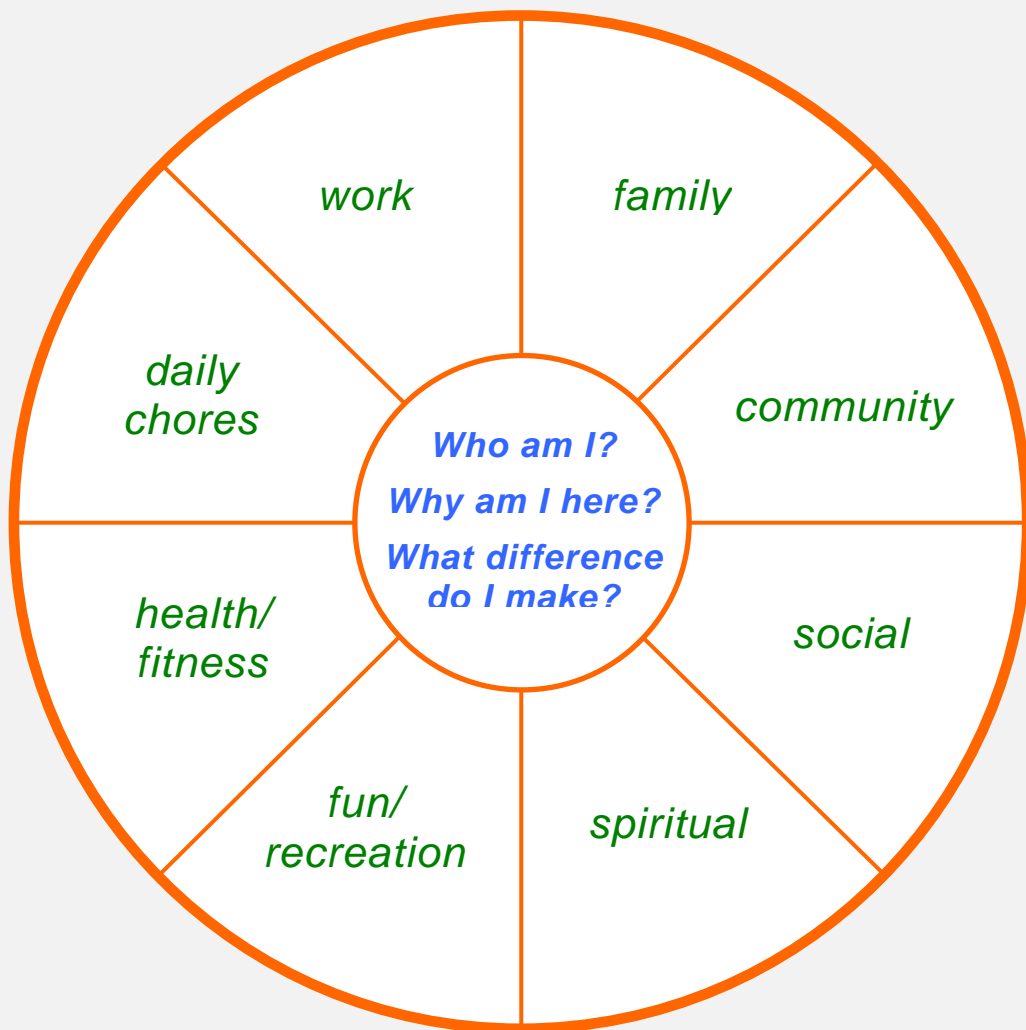 work
family
daily
chores
community
Who am I?
Why am I here?
What difference
do I make?
health/
fitness
social
fun/
recreation
spiritual